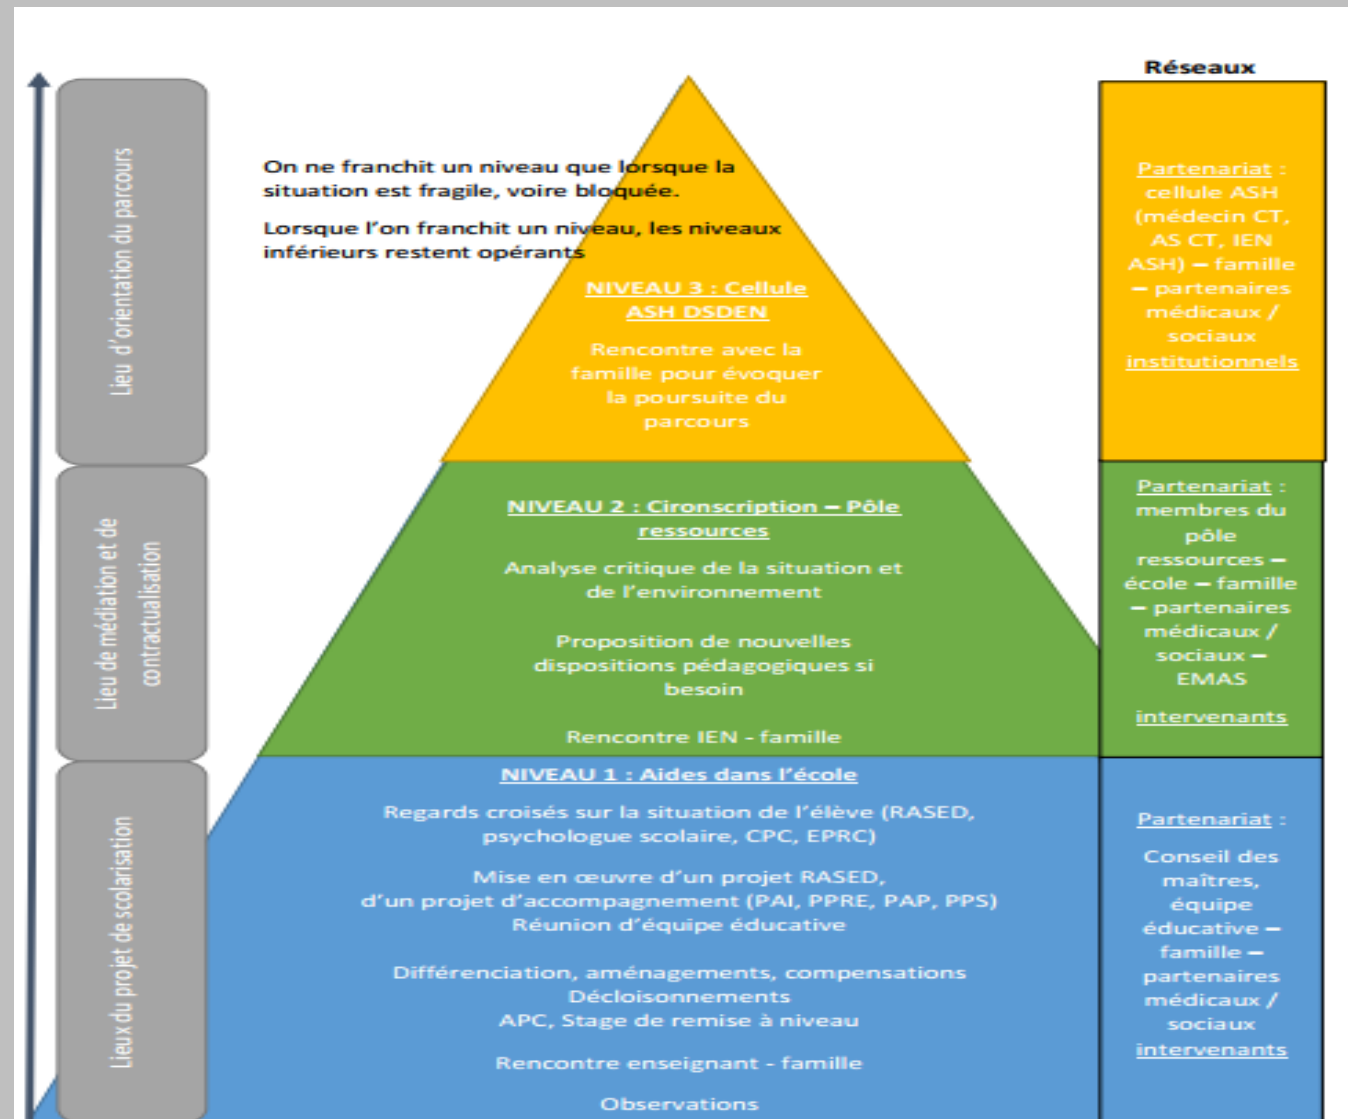 Réseaux
Lieu d'orientation du parcours
On ne franchit un niveau que lorsque la
situation est fragile, voire bloquée.
Lorsque l'on franchit un niveau, les niveaux
inférieurs restent opérants
NIVEAU 3 : Cellule
ASH DSDEN
Rencontre avec la
famille pour évoquer
la poursuite du
parcours
Partenariat :
cellule ASH
(médecin CT,
AS CT, IEN
ASH) – famille
– partenaires
médicaux /
sociaux
institutionnels
Lieu de médiation et de
contractualisation
NIVEAU 2 : Cironscription – Pôle
ressources
Analyse critique de la situation et
de l'environnement
Proposition de nouvelles
dispositions pédagogiques si
besoin
Rencontre IEN - famille
Partenariat :
membres du
pôle
ressources –
école – famille
– partenaires
médicaux /
sociaux –
EMAS
intervenants
Lieux du projet de scolarisation
NIVEAU 1 : Aides dans l'école
Regards croisés sur la situation de l'élève (RASED,
psychologue scolaire, CPC, EPRC)
Mise en œuvre d'un projet RASED,
d'un projet d'accompagnement (PAI, PPRE, PAP, PPS)
Réunion d'équipe éducative
Différenciation, aménagements, compensations
Décloisonnements
APC, Stage de remise à niveau
Rencontre enseignant - famille
Observations
Partenariat :
Conseil des
maîtres,
équipe
éducative –
famille –
partenaires
médicaux /
sociaux
intervenants